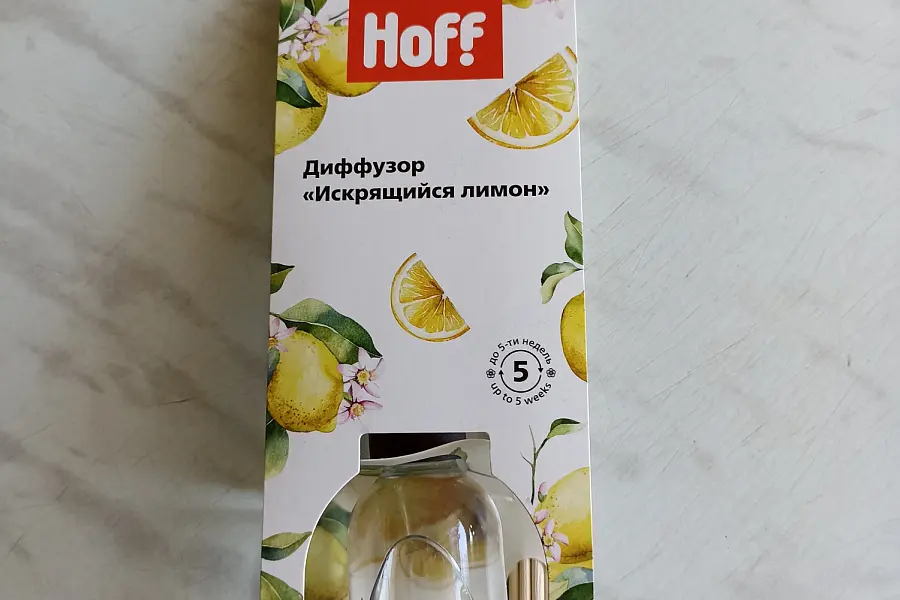 Hoff
Диффузор
«Искрящийся лимон»
до 5-ти недель
5
up to 5 weeks